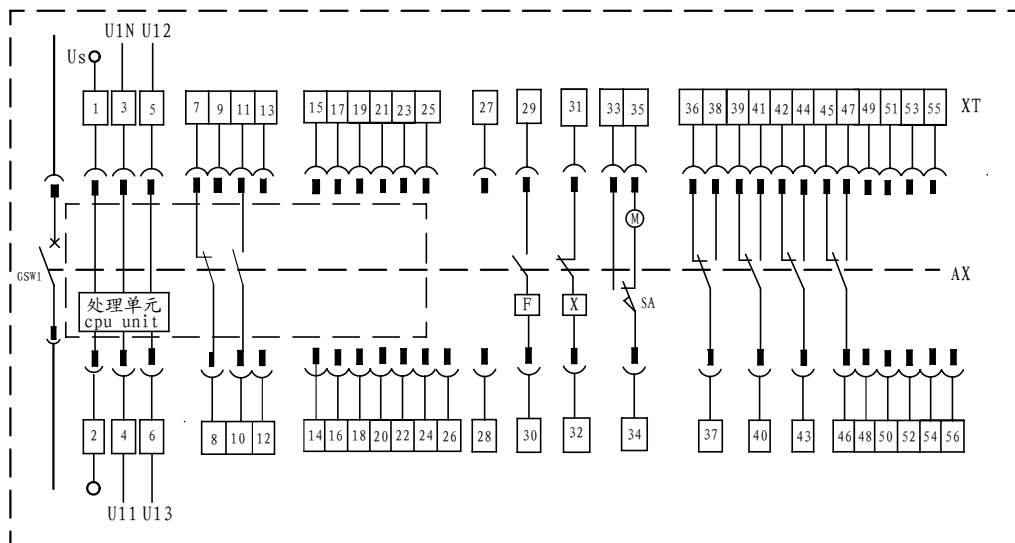 U1N U12
Us
1 3 5 7 9 11 13 15 17 19 21 23 25 27 29 31 33 35 36 38 39 41 42 44 45 47 49 51 53 55 XT
M
GSW1 AX
处理单元 F X SA
cpu unit
2 4 6 8 10 12 14 16 18 20 22 24 26 28 30 32 34 37 40 43 46 48 50 52 54 56
U11 U13